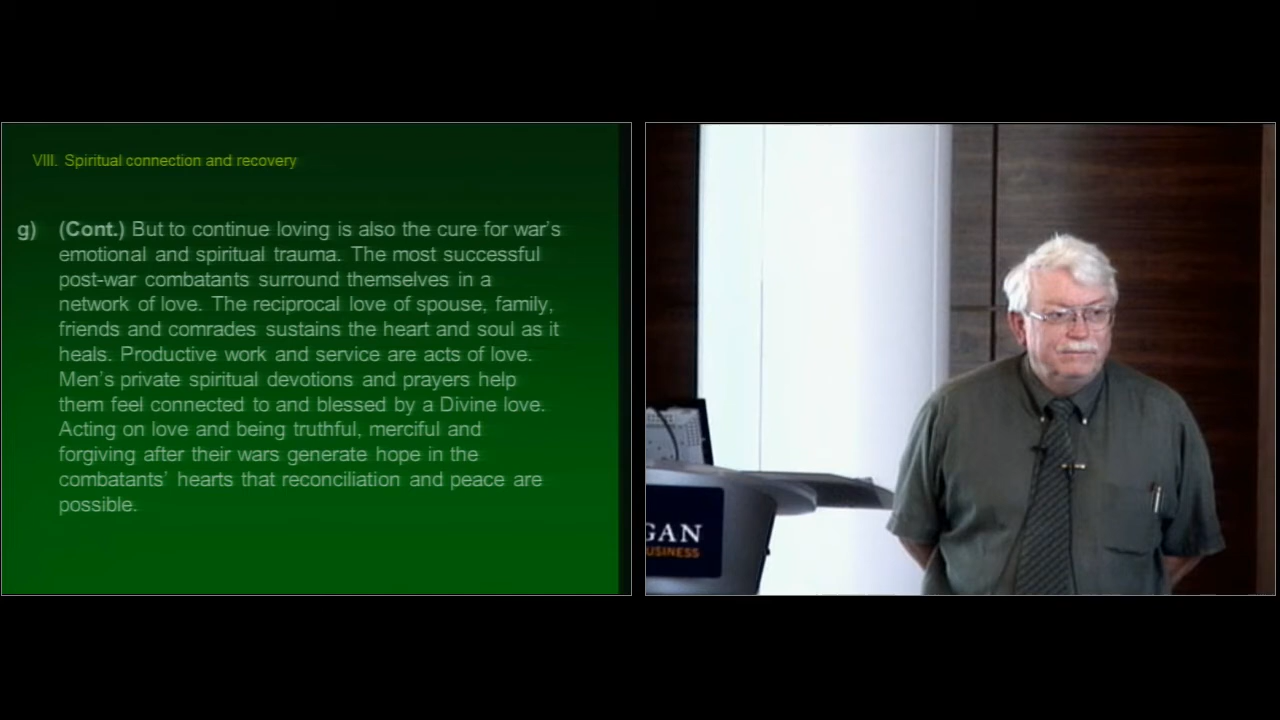 VIII. Spiritual connection and recovery
g) (Cont.) But to continue loving is also the cure for war's
emotional and spiritual trauma. The most successful
post-war combatants surround themselves in a
network of love. The reciprocal love of spouse, family,
friends and comrades sustains the heart and soul as it
heals. Productive work and service are acts of love.
Men's private spiritual devotions and prayers help
them feel connected to and blessed by a Divine love.
Acting on love and being truthful, merciful and
forgiving after their wars generate hope in the
combatants' hearts that reconciliation and peace are
possible.
GAN
USINESS